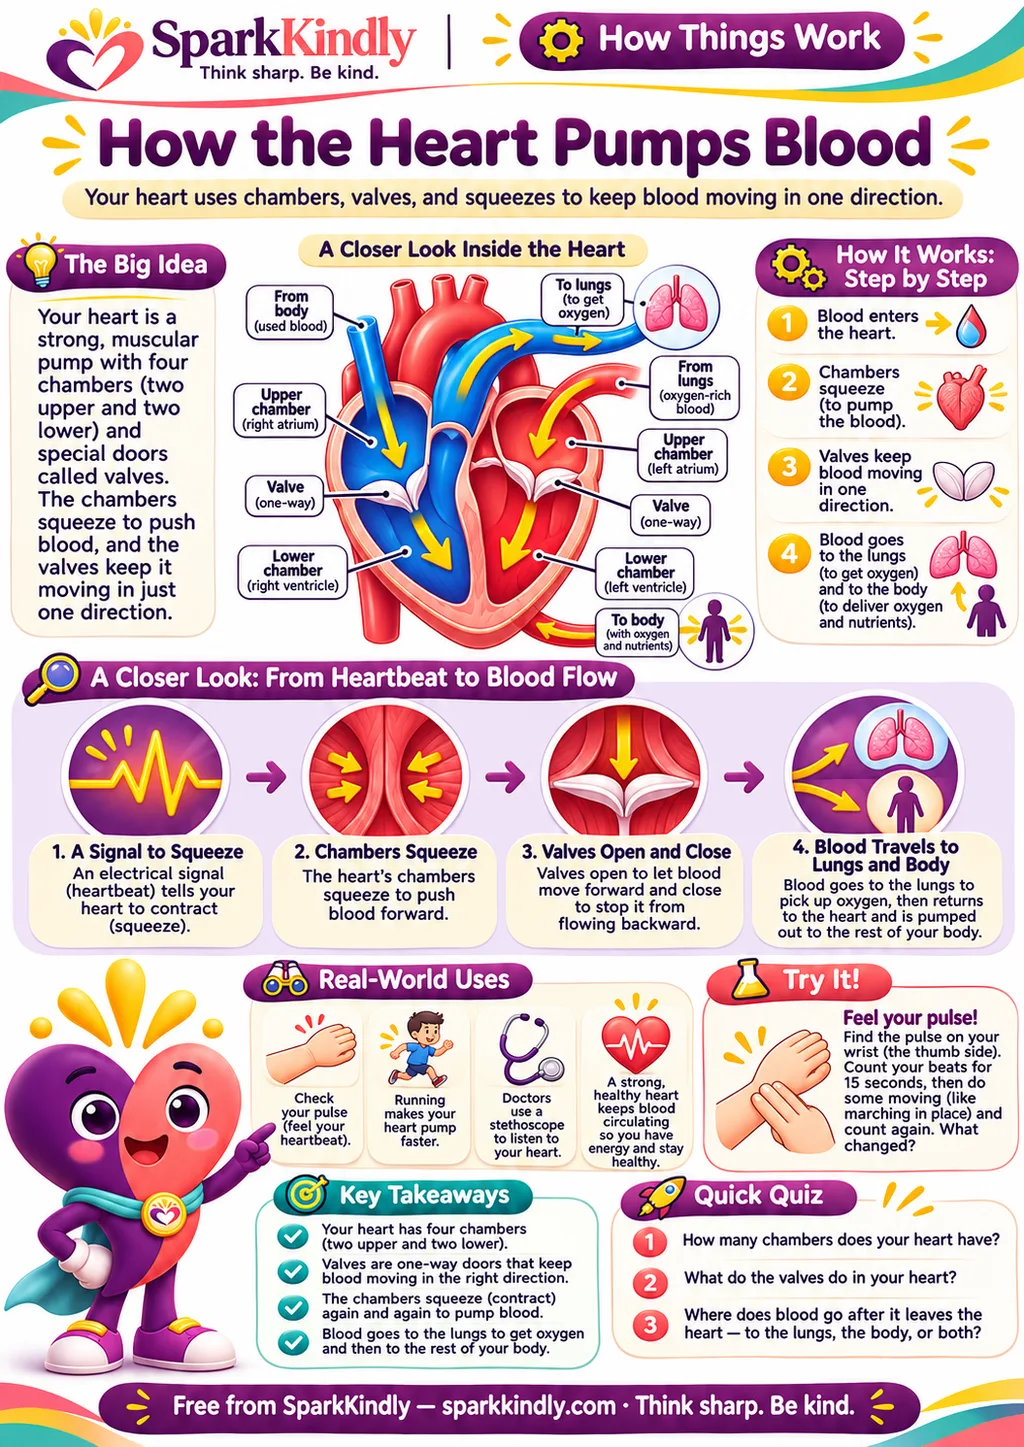 SparkKindly
Think sharp. Be kind.
How Things Work
How the Heart Pumps Blood
Your heart uses chambers, valves, and squeezes to keep blood moving in one direction.
The Big Idea
Your heart is a
strong, muscular
pump with four
chambers (two
upper and two
lower) and
special doors
called valves.
The chambers
squeeze to push
blood, and the
valves keep it
moving in just
one direction.
A Closer Look Inside the Heart
From
body
(used blood)
To lungs
(to get
oxygen)
Upper
chamber
(right atrium)
From
lungs
(oxygen-rich
blood)
Upper
chamber
(left atrium)
Valve
(one-way)
Valve
(one-way)
Lower
chamber
(right ventricle)
Lower
chamber
(left ventricle)
To body
(with oxygen
and nutrients)
How It Works:
Step by Step
1
Blood enters
the heart.
2
Chambers
squeeze
(to pump
the blood).
3
Valves keep
blood moving
in one
direction.
4
Blood goes
to the lungs
(to get oxygen)
and to the body
(to deliver oxygen
and nutrients).
A Closer Look: From Heartbeat to Blood Flow
1. A Signal to Squeeze
An electrical signal
(heartbeat) tells your
heart to contract
(squeeze).
2. Chambers Squeeze
The heart's chambers
squeeze to push
blood forward.
3. Valves Open and Close
Valves open to let blood
move forward and close
to stop it from
flowing backward.
4. Blood Travels to
Lungs and Body
Blood goes to the lungs to
pick up oxygen, then returns
to the heart and is pumped
out to the rest of your body.
Real-World Uses
Check
your pulse
(feel your
heartbeat).
Running
makes your
heart pump
faster.
Doctors
use a
stethoscope
to listen to
your heart.
A strong,
healthy heart
keeps blood
circulating
so you have
energy and stay
healthy.
Try It!
Feel your pulse!
Find the pulse on your
wrist (the thumb side).
Count your beats for
15 seconds, then do
some moving (like
marching in place) and
count again. What
changed?
Key Takeaways
Your heart has four chambers
(two upper and two lower).
Valves are one-way doors that keep
blood moving in the right direction.
The chambers squeeze (contract)
again and again to pump blood.
Blood goes to the lungs to get oxygen
and then to the rest of your body.
Quick Quiz
1
How many chambers does your heart have?
2
What do the valves do in your heart?
3
Where does blood go after it leaves the
heart — to the lungs, the body, or both?
Free from SparkKindly — sparkkindly.com · Think sharp. Be kind.